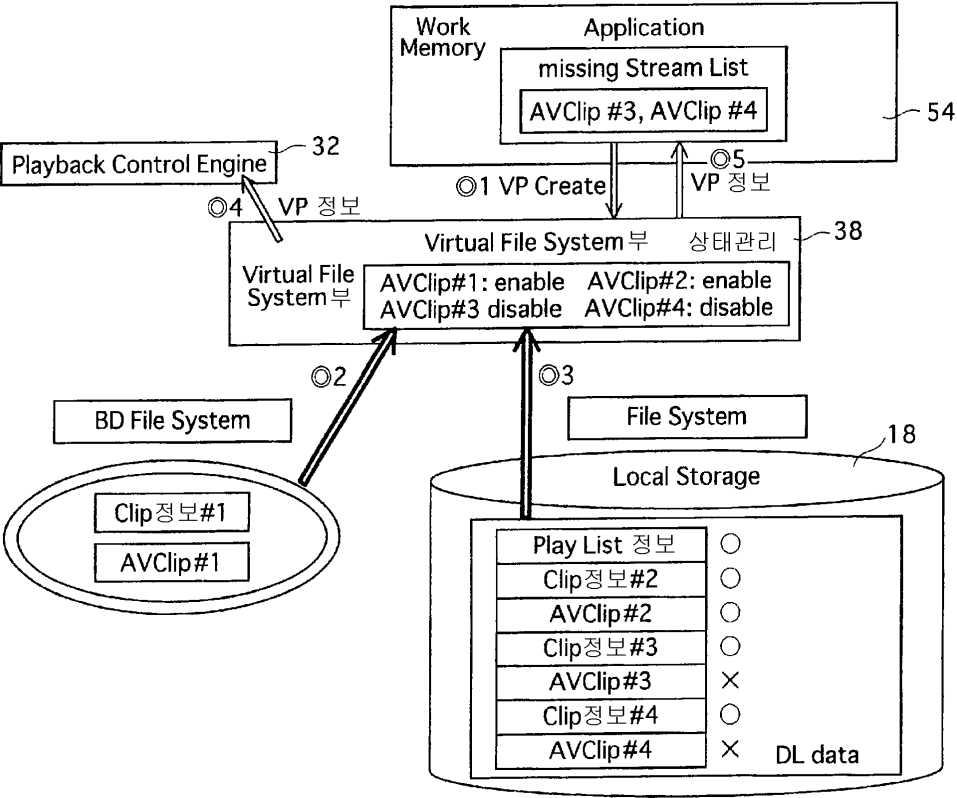 Work
Memory
Application
missing Stream List
AVClip #3, AVClip #4
54
Playback Control Engine
32
◎5
◎1 VP Create
VP 정보
◎4
VP 정보
Virtual File System부
상태관리
38
Virtual File
System부
AVClip#1: enable AVClip#2: enable
AVClip#3 disable AVClip#4: disable
◎2
◎3
BD File System
File System
18
Local Storage
Clip정보#1
AVClip#1
Play List 정보 ○
Clip정보#2 ○
AVClip#2 ○
Clip정보#3 ○
AVClip#3 ×
Clip정보#4 ○
AVClip#4 ×
DL data